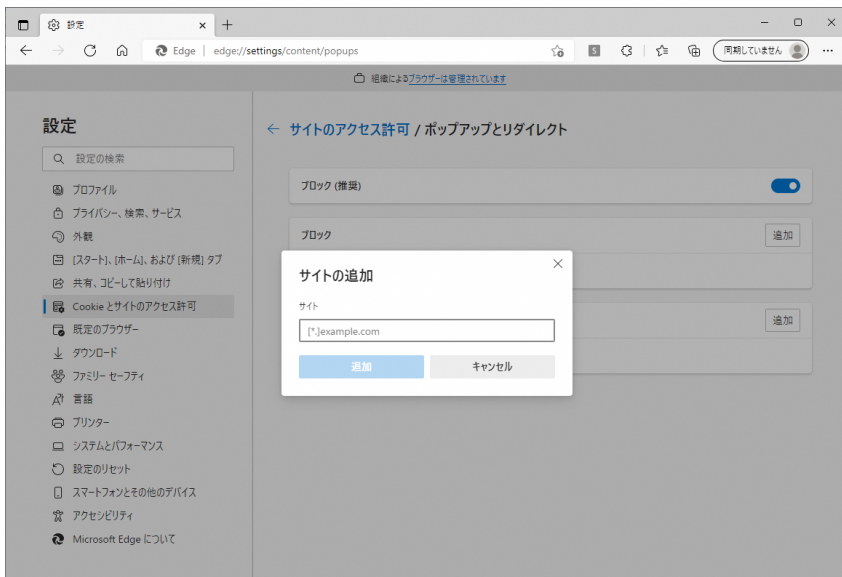 設定
Edge | edge://settings/content/popups
同期していません
組織によるブラウザーは管理されています
設定
サイトのアクセス許可 / ポップアップとリダイレクト
設定の検索
ブロック (推奨)
プロファイル
プライバシー、検索、サービス
外観
ブロック
追加
[スタート]、[ホーム]、および [新規] タブ
共有、コピーして貼り付け
Cookie とサイトのアクセス許可
既定のブラウザー
ダウンロード
ファミリー セーフティ
言語
プリンター
システムとパフォーマンス
設定のリセット
スマートフォンとその他のデバイス
アクセシビリティ
Microsoft Edge について
追加
サイトの追加
サイト
[*.]example.com
追加
キャンセル